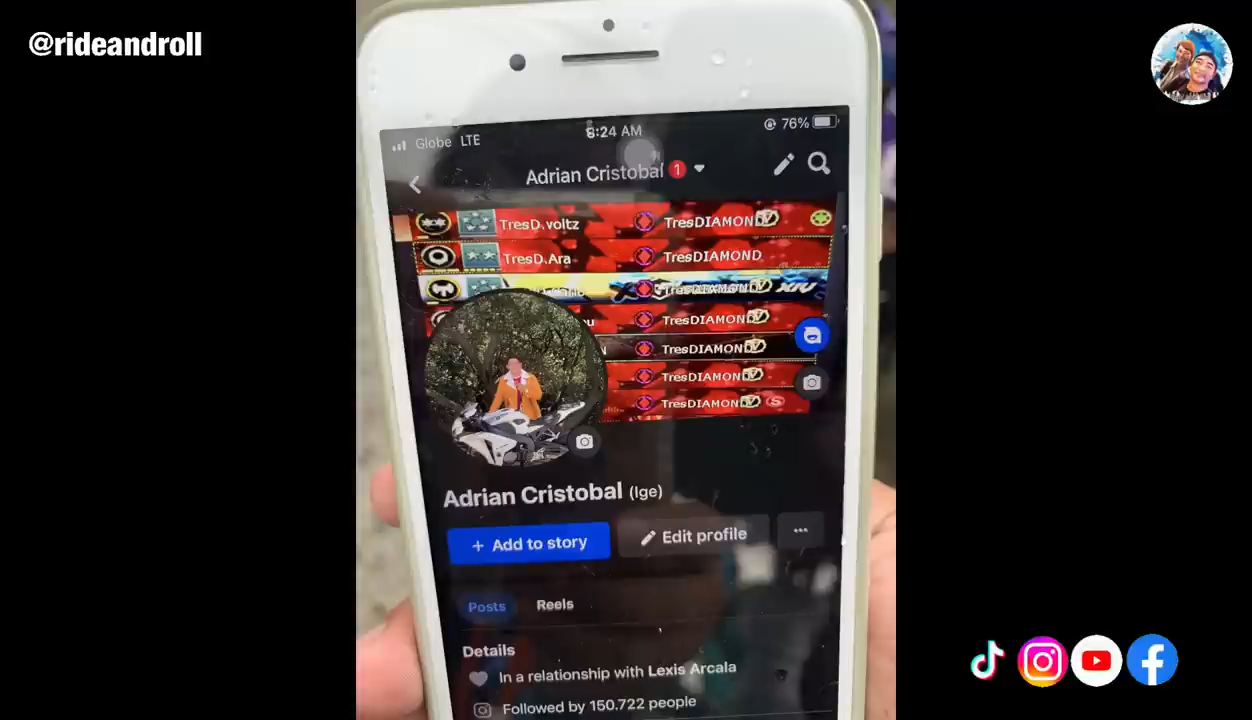 @rideandroll
Globe LTE
6:24 AM
76%
Adrian Cristobal 1
TresD.voltz TresDIAMOND
TresD.Ara TresDIAMOND
TresDIAMOND XIV
TresDIAMOND
TresDIAMOND
TresDIAMOND
TresDIAMOND S
Adrian Cristobal (Ige)
+ Add to story
Edit profile
Posts
Reels
Details
In a relationship with Lexis Arcala
Followed by 150.722 people